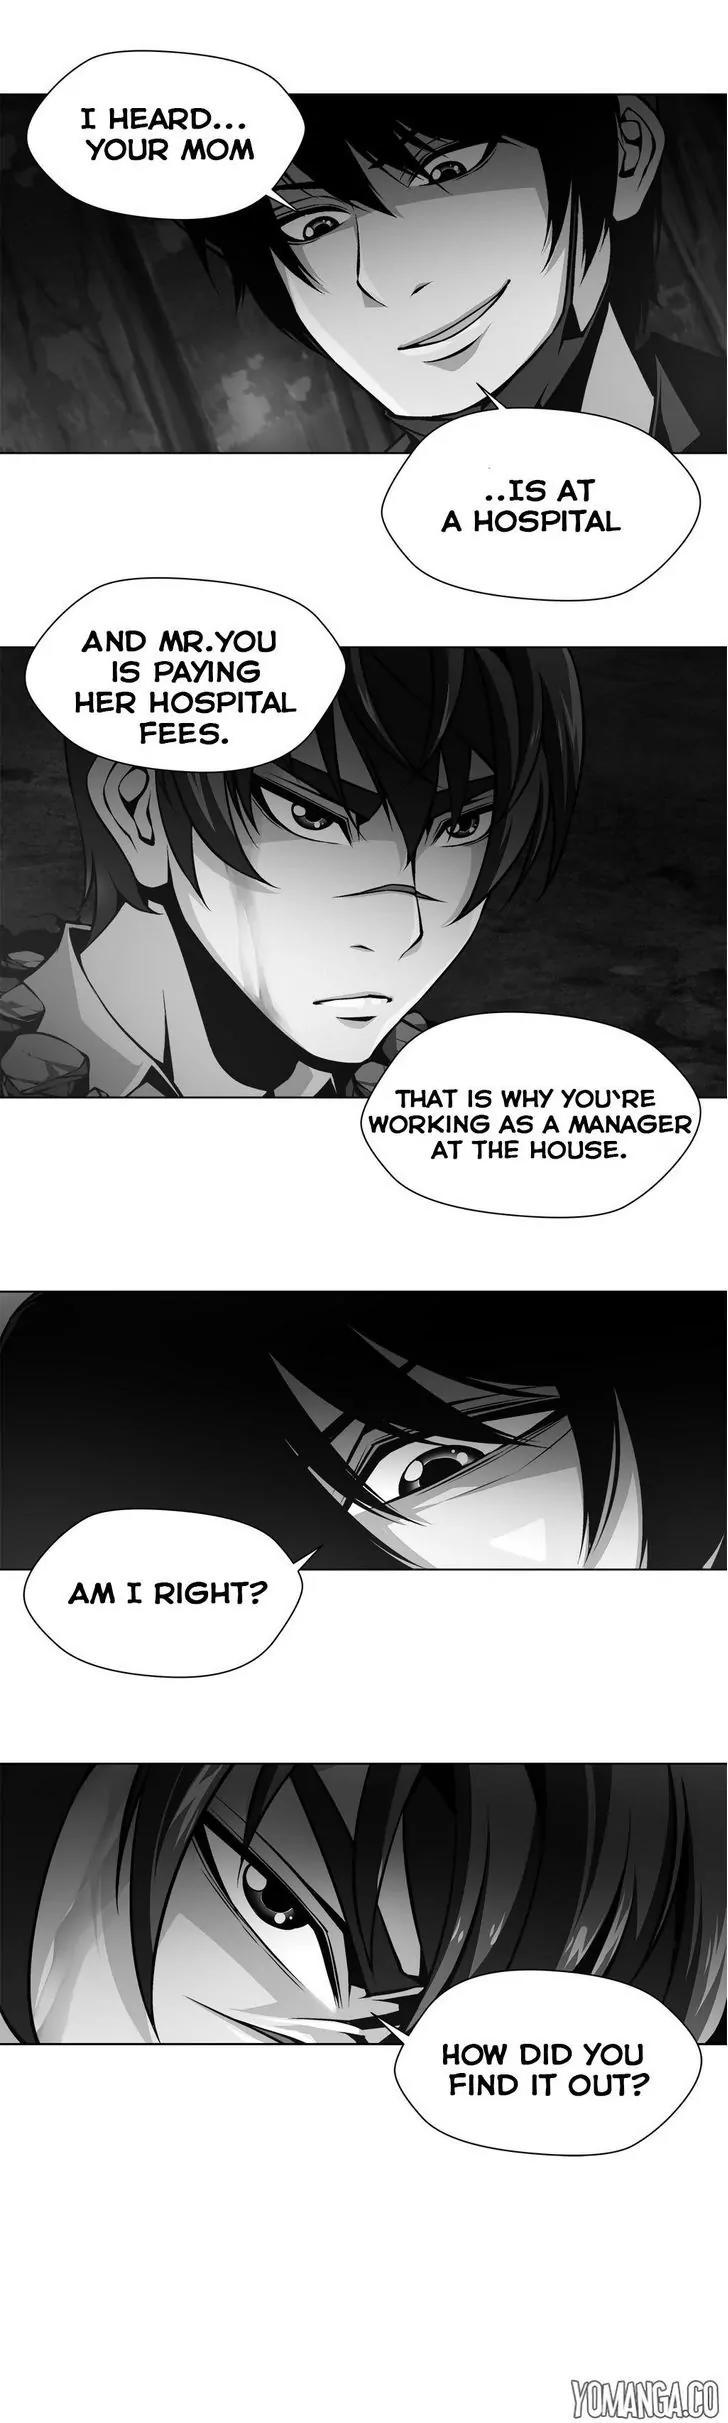 I HEARD...
YOUR MOM
..IS AT
A HOSPITAL
AND MR.YOU
IS PAYING
HER HOSPITAL
FEES.
THAT IS WHY YOU'RE
WORKING AS A MANAGER
AT THE HOUSE.
AM I RIGHT?
HOW DID YOU
FIND IT OUT?
YOMANGA.CO